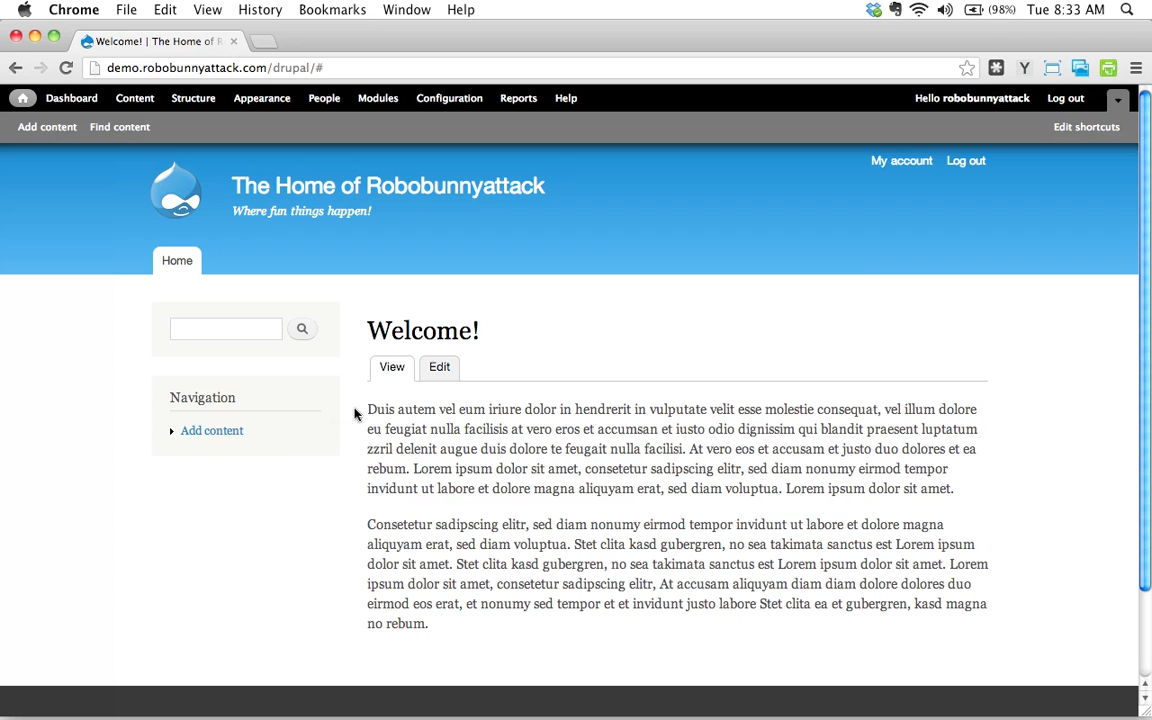 Chrome File Edit View History Bookmarks Window Help (98%) Tue 8:33 AM
Welcome! | The Home of R
demo.robobunnyattack.com/drupal/#
Dashboard Content Structure Appearance People Modules Configuration Reports Help Hello robobunnyattack Log out
Add content Find content Edit shortcuts
My account Log out
The Home of Robobunnyattack
Where fun things happen!
Home
Welcome!
View Edit
Navigation
Add content
Duis autem vel eum iriure dolor in hendrerit in vulputate velit esse molestie consequat, vel illum dolore
eu feugiat nulla facilisis at vero eros et accumsan et iusto odio dignissim qui blandit praesent luptatum
zzril delenit augue duis dolore te feugait nulla facilisi. At vero eos et accusam et justo duo dolores et ea
rebum. Lorem ipsum dolor sit amet, consetetur sadipscing elitr, sed diam nonumy eirmod tempor
invidunt ut labore et dolore magna aliquyam erat, sed diam voluptua. Lorem ipsum dolor sit amet.
Consetetur sadipscing elitr, sed diam nonumy eirmod tempor invidunt ut labore et dolore magna
aliquyam erat, sed diam voluptua. Stet clita kasd gubergren, no sea takimata sanctus est Lorem ipsum
dolor sit amet. Stet clita kasd gubergren, no sea takimata sanctus est Lorem ipsum dolor sit amet. Lorem
ipsum dolor sit amet, consetetur sadipscing elitr, At accusam aliquyam diam diam dolore dolores duo
eirmod eos erat, et nonumy sed tempor et et invidunt justo labore Stet clita ea et gubergren, kasd magna
no rebum.